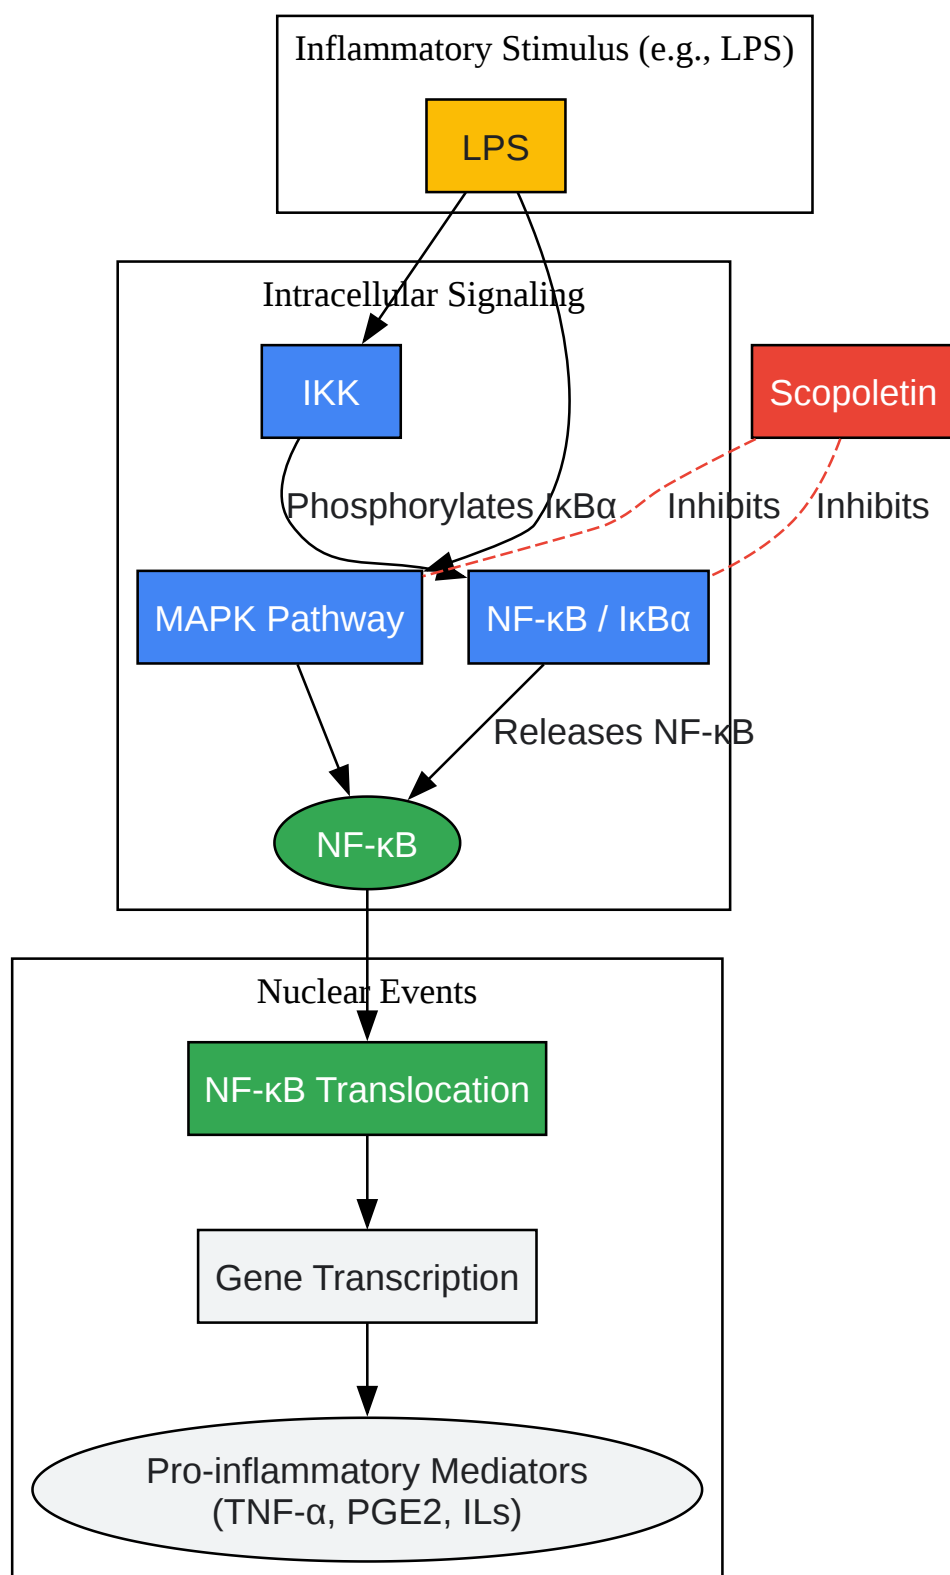 Inflammatory Stimulus (e.g., LPS)
LPS
Intracellular Signaling
IKK
Scopoletin
Phosphorylates IκBα
Inhibits
Inhibits
MAPK Pathway
NF-κB / IκBα
Releases NF-κB
NF-κB
Nuclear Events
NF-κB Translocation
Gene Transcription
Pro-inflammatory Mediators
(TNF-α, PGE2, ILs)